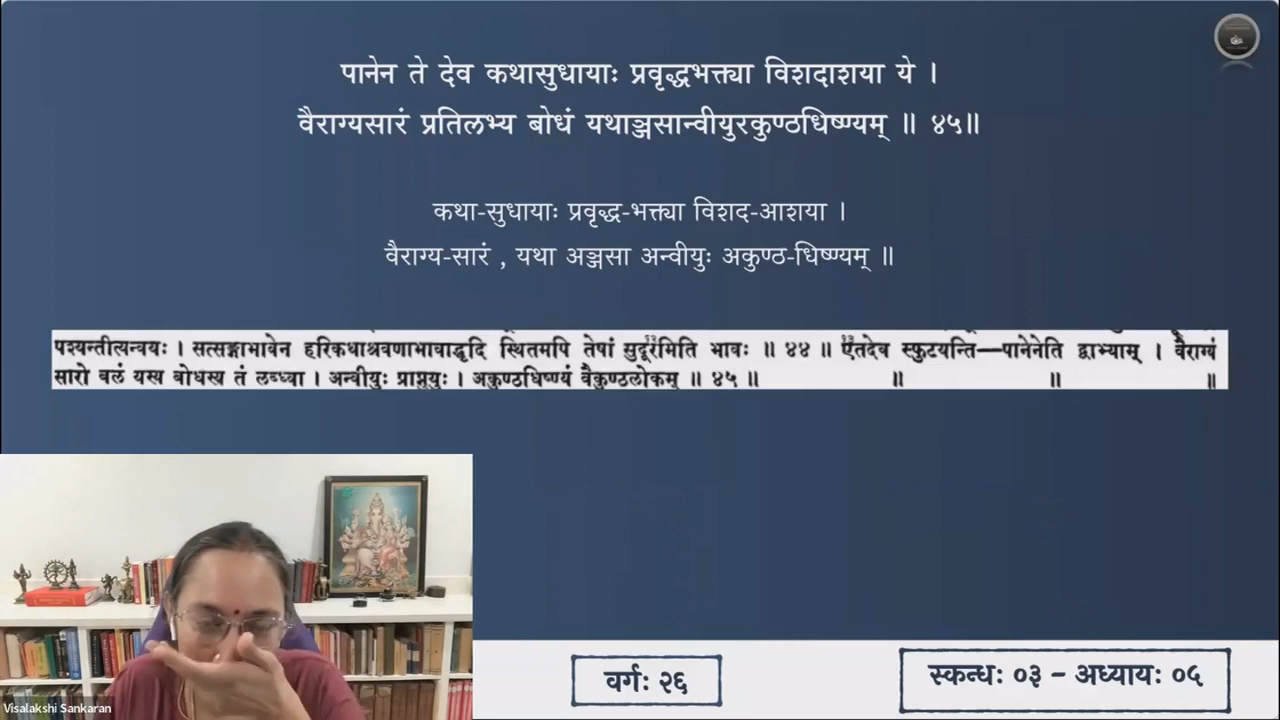 पानेन ते देव कथासुधायाः प्रवृद्धभक्त्या विशदाशया ये ।
वैराग्यसारं प्रतिलभ्य बोधं यथाञ्जसान्वीयुरकुण्ठधिष्ण्यम् ॥ ४५॥
कथा-सुधायाः प्रवृद्ध-भक्त्या विशद-आशया ।
वैराग्य-सारं , यथा अञ्जसा अन्वीयुः अकुण्ठ-धिष्ण्यम् ॥
पश्यन्तीत्यन्वयः । सत्सङ्गाभावेन हरिकथाश्रवणाभावाद्धृदि स्थितमपि तेषां सुदूरमिति भावः ॥ ४४ ॥ एतदेव स्फुटयन्ति—पानेनेति द्वाभ्याम् । वैराग्यं
सारो बलं यस्य बोधस्य तं लब्ध्वा । अन्वीयुः प्राप्नुयुः । अकुण्ठधिष्ण्यं वैकुण्ठलोकम् ॥ ४५ ॥ ॥ ॥ ॥
Visalakshi Sankaran
वर्गः २६
स्कन्धः ०३ – अध्यायः ०५